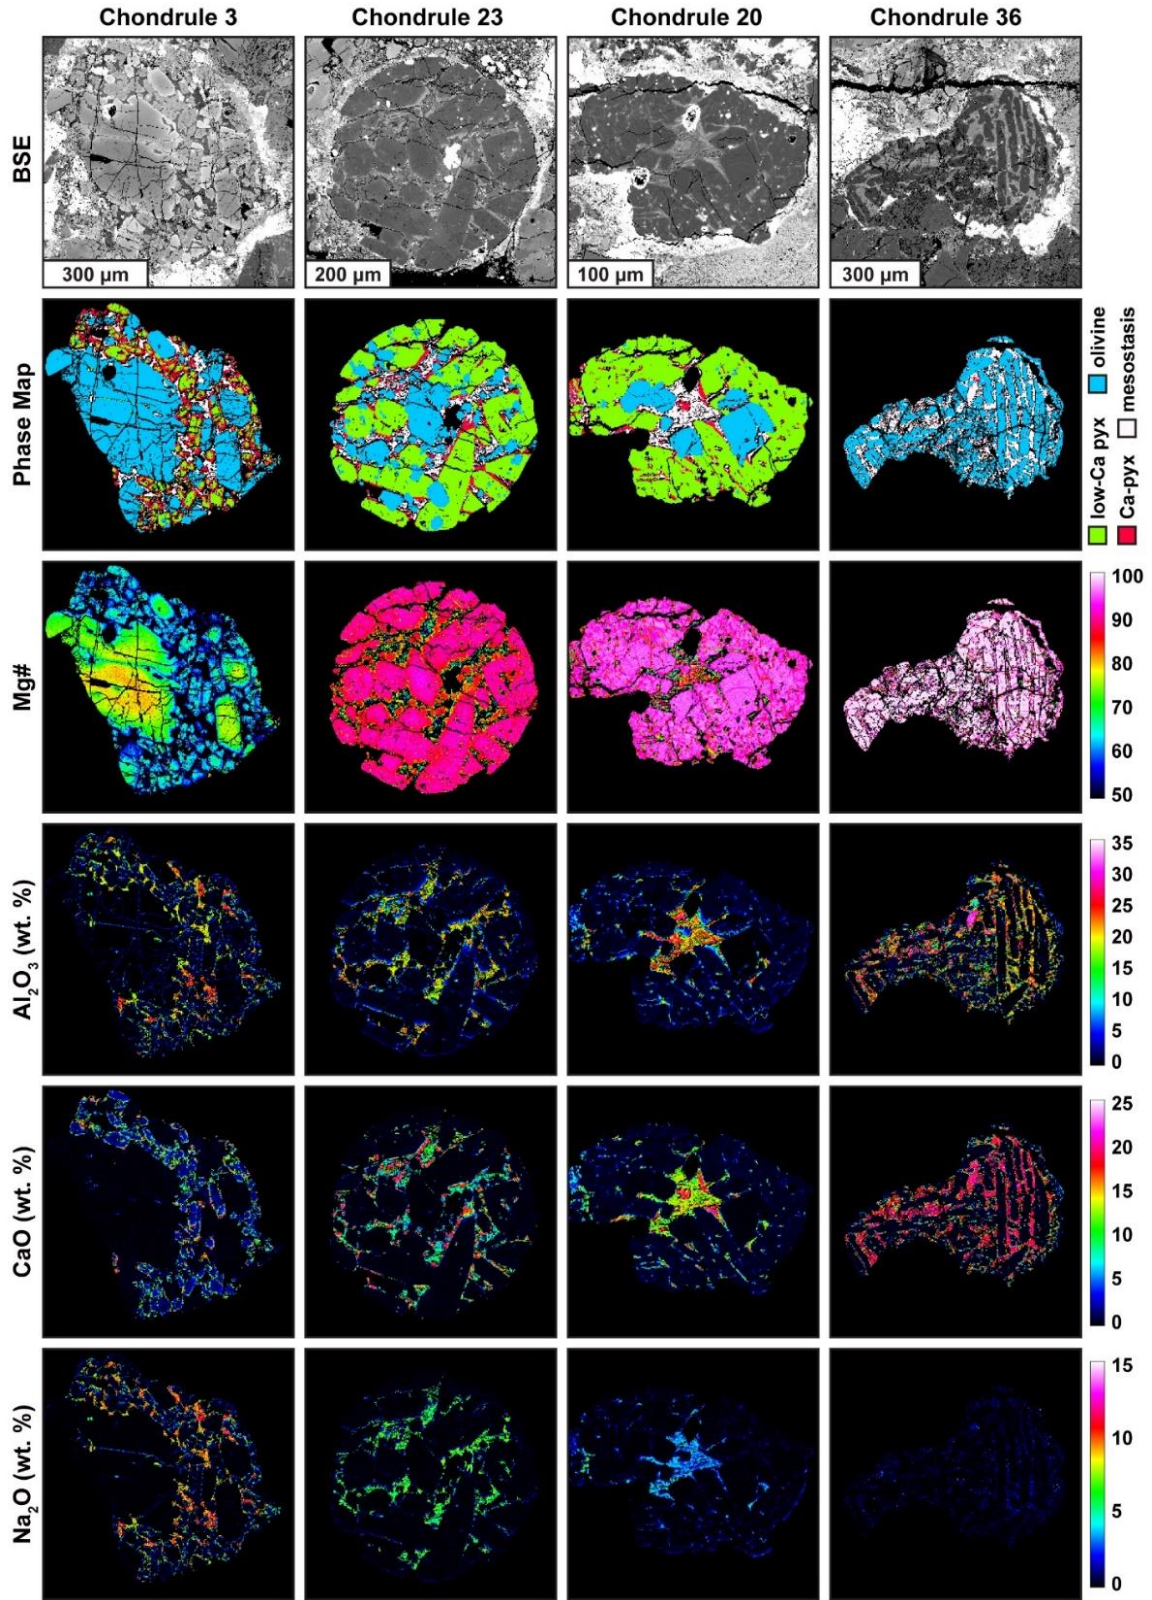 Chondrule 3 Chondrule 23 Chondrule 20 Chondrule 36
BSE
300 µm 200 µm 100 µm 300 µm
Phase Map
low-Ca pyx olivine
Ca-pyx mesostasis
Mg#
100
90
80
70
60
50
Al₂O₃ (wt. %)
35
30
25
20
15
10
5
0
CaO (wt. %)
25
20
15
10
5
0
Na₂O (wt. %)
15
10
5
0